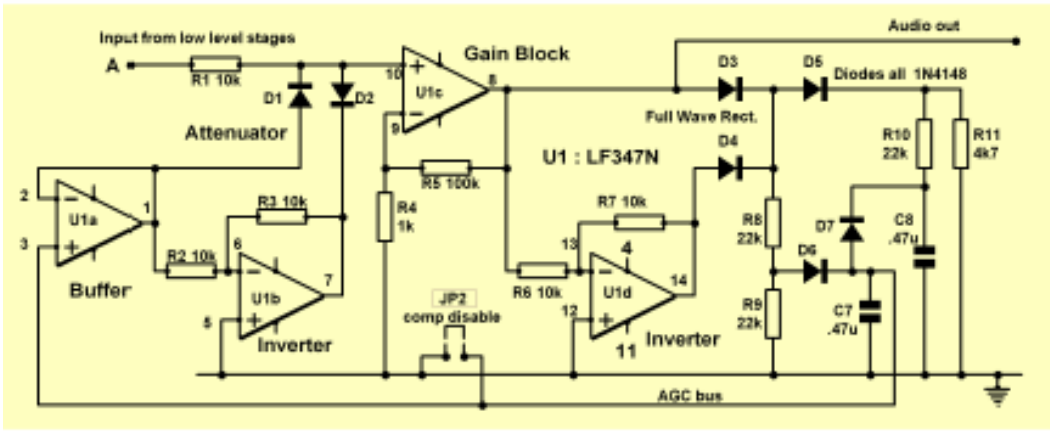 Audio out
Input from low level stages
A
R1 10k
10
Gain Block
8
D3
D5
Diodes all 1N4148
U1c
D1
D2
9
Full Wave Rect.
Attenuator
R10
22k
R11
4k7
D4
U1 : LF347N
R5 100k
2
U1a
1
R3 10k
R4
1k
R7 10k
R8
22k
D7
C8
.47u
3
R2 10k
6
13
4
D6
7
14
Buffer
U1b
R6 10k
U1d
JP2
comp disable
5
12
R9
22k
C7
.47u
Inverter
11
Inverter
AGC bus